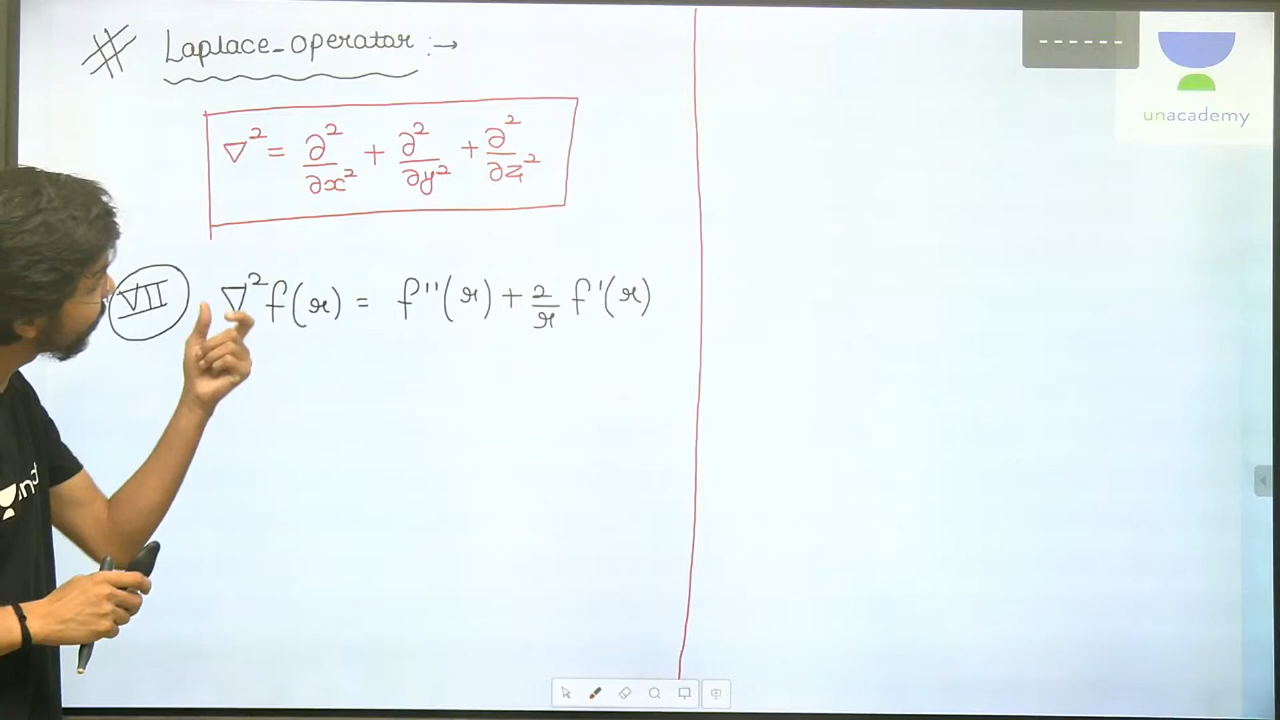 # Laplace-operator :→
∇² = ∂²/∂x² + ∂²/∂y² + ∂²/∂z²
VII ∇²f(r) = f''(r) + 2/r f'(r)
unacademy